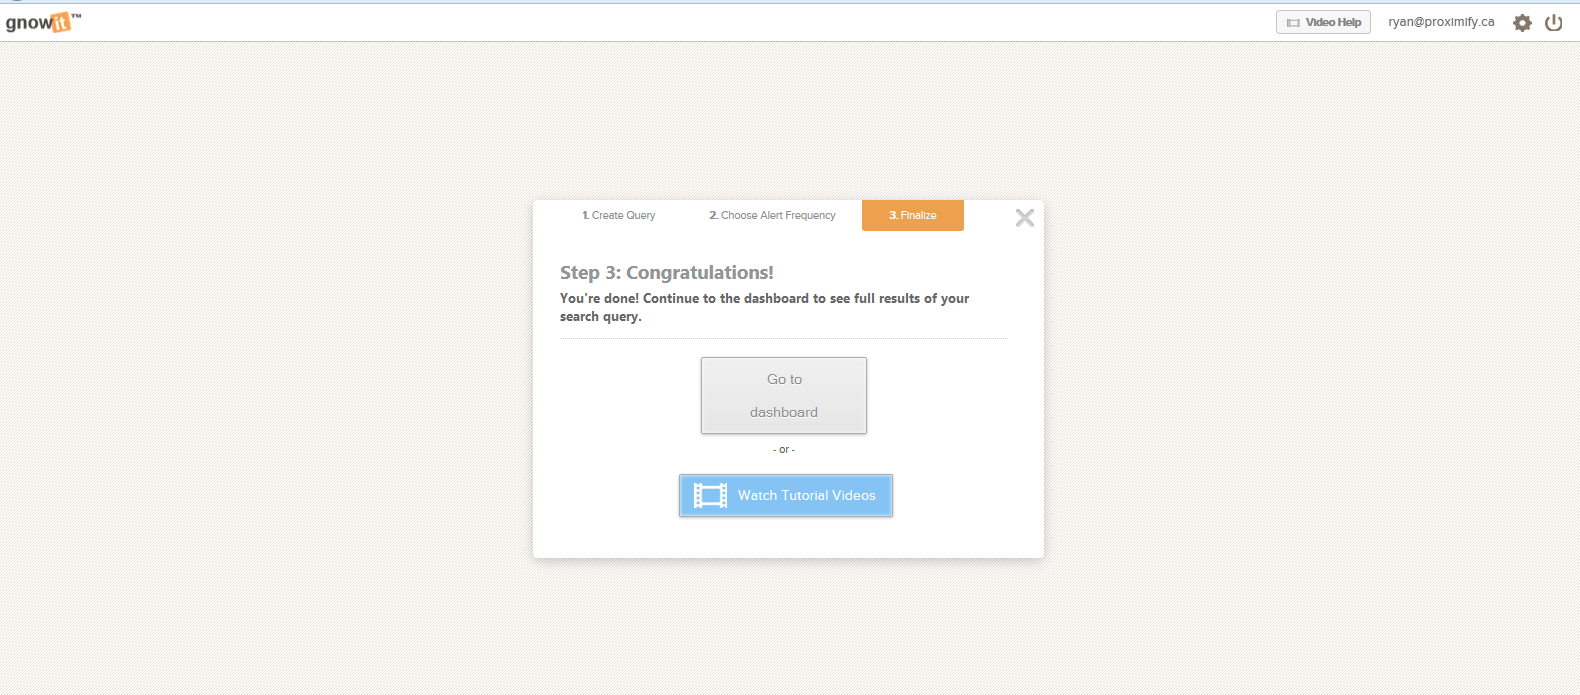 gnowit™
Video Help
ryan@proximify.ca
1. Create Query
2. Choose Alert Frequency
3. Finalize
Step 3: Congratulations!
You're done! Continue to the dashboard to see full results of your
search query.
Go to
dashboard
- or -
Watch Tutorial Videos